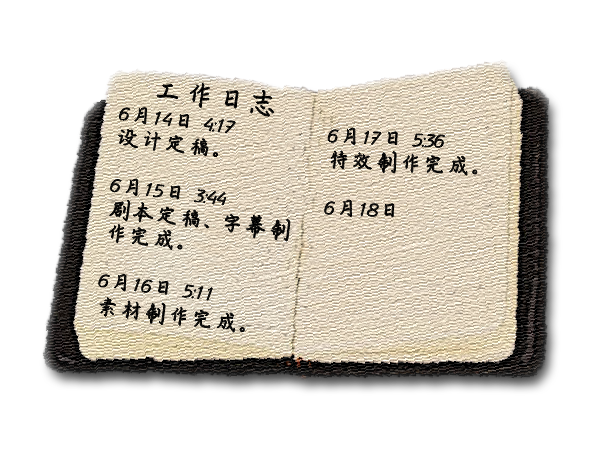 工作日志
6月14日 4:17
设计定稿。
6月15日 3:44
剧本定稿、字幕制
作完成。
6月16日 5:11
素材制作完成。
6月17日 5:36
特效制作完成。
6月18日